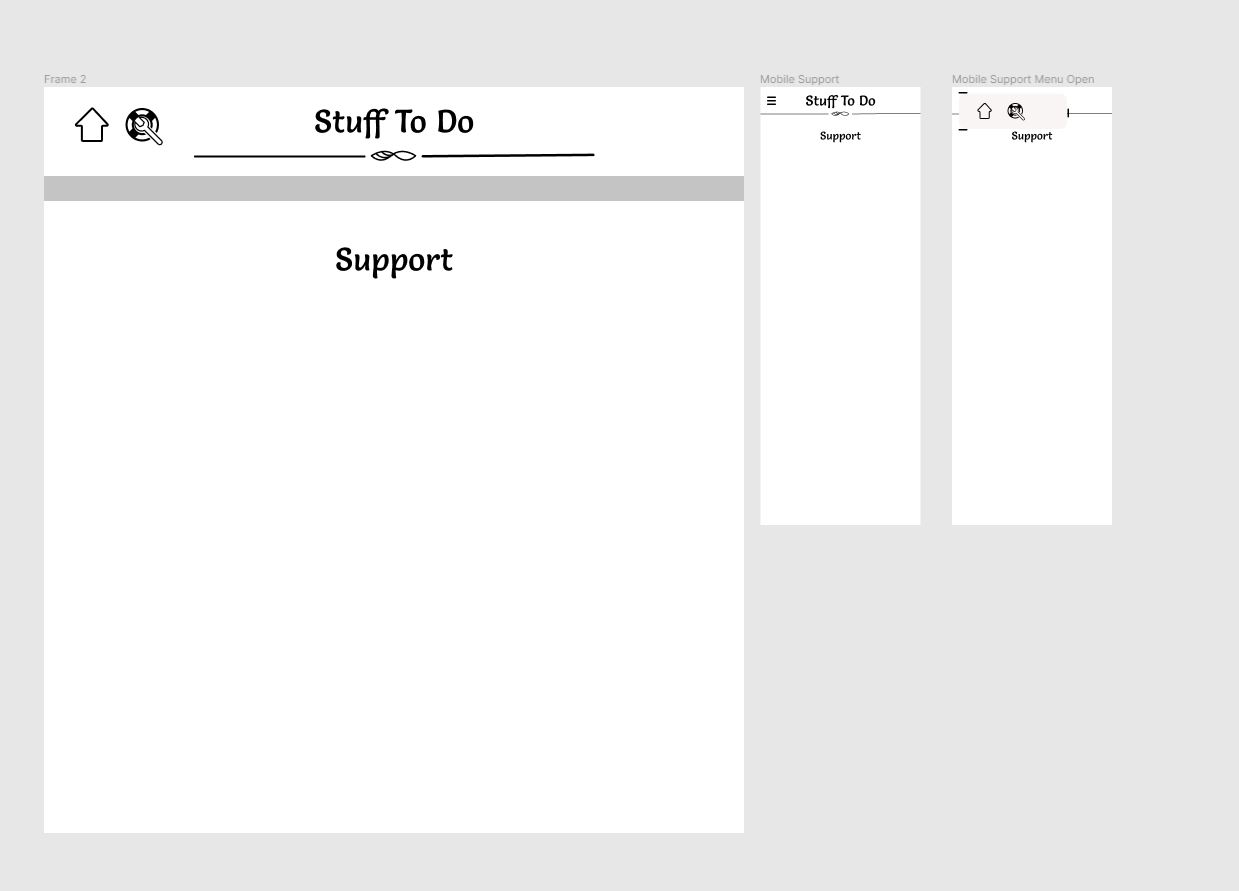 Frame 2
Stuff To Do
Support
Mobile Support
Stuff To Do
Support
Mobile Support Menu Open
Support